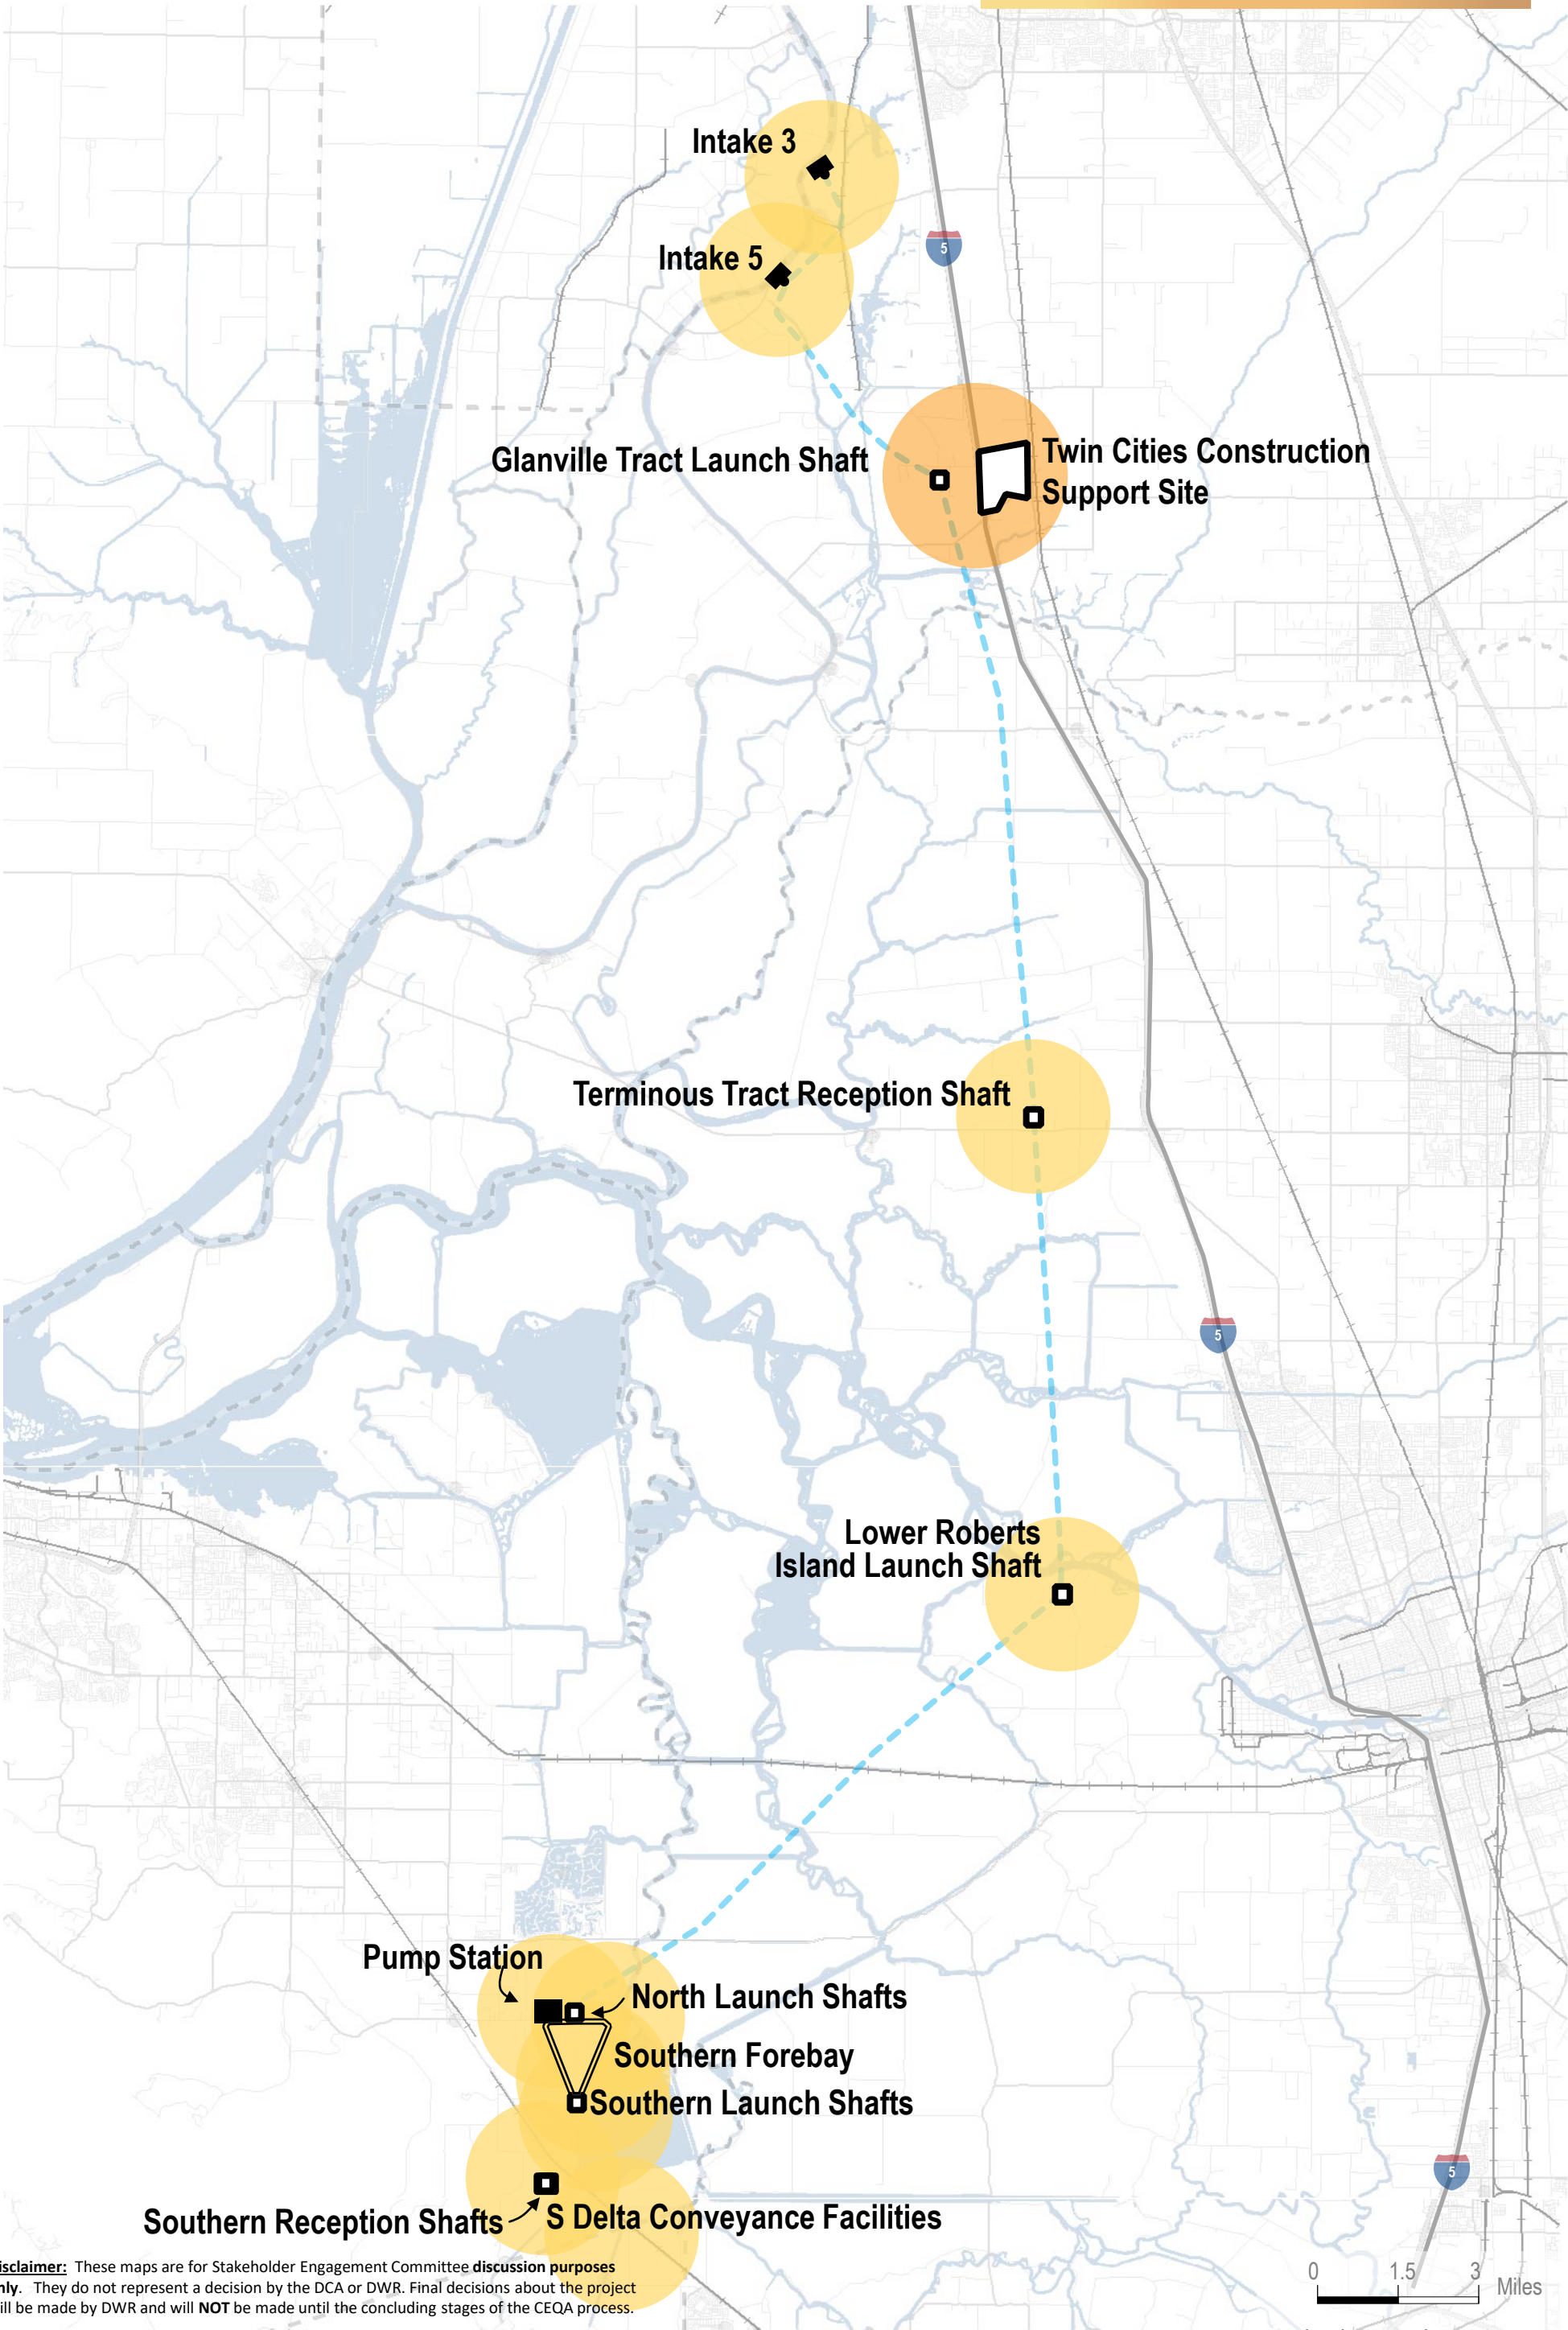 Intake 3
5
Intake 5
Glanville Tract Launch Shaft
Twin Cities Construction
Support Site
Terminous Tract Reception Shaft
5
Lower Roberts
Island Launch Shaft
Pump Station
North Launch Shafts
Southern Forebay
Southern Launch Shafts
5
Southern Reception Shafts
S Delta Conveyance Facilities
isclaimer: These maps are for Stakeholder Engagement Committee discussion purposes
nly. They do not represent a decision by the DCA or DWR. Final decisions about the project
ill be made by DWR and will NOT be made until the concluding stages of the CEQA process.
0 1.5 3
Miles